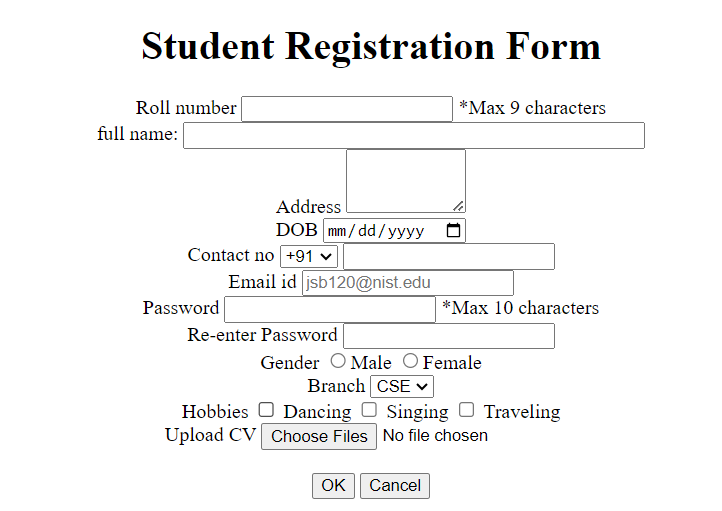 Student Registration Form
Roll number *Max 9 characters
full name:
Address
DOB mm/dd/yyyy
Contact no +91
Email id jsb120@nist.edu
Password *Max 10 characters
Re-enter Password
Gender Male Female
Branch CSE
Hobbies Dancing Singing Traveling
Upload CV Choose Files No file chosen
OK Cancel